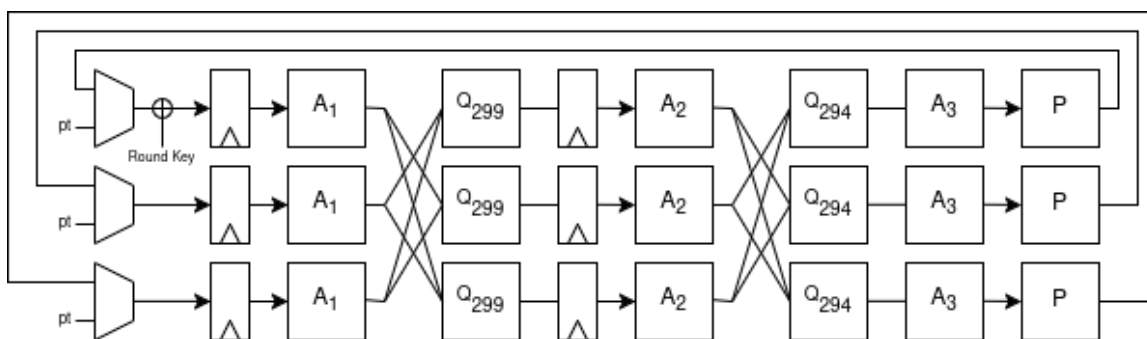 A₁ Q₂₉₉ A₂ Q₂₉₄ A₃ P
pt
Round Key
A₁ Q₂₉₉ A₂ Q₂₉₄ A₃ P
pt
A₁ Q₂₉₉ A₂ Q₂₉₄ A₃ P
pt